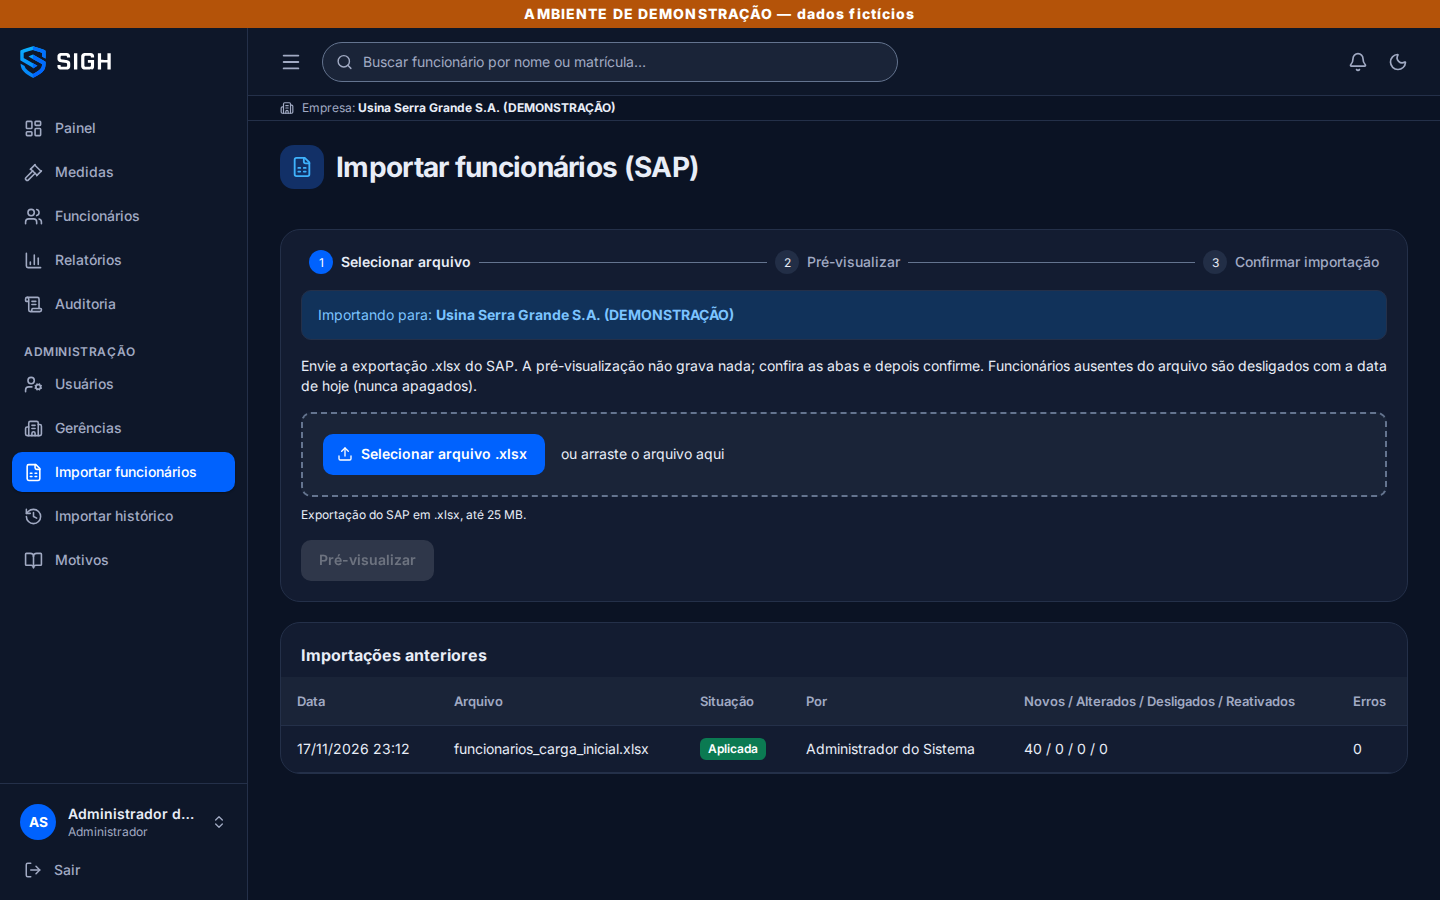 AMBIENTE DE DEMONSTRAÇÃO — dados fictícios
SIGH
Buscar funcionário por nome ou matrícula...
Empresa: Usina Serra Grande S.A. (DEMONSTRAÇÃO)
Painel
Medidas
Funcionários
Relatórios
Auditoria
ADMINISTRAÇÃO
Usuários
Gerências
Importar funcionários
Importar histórico
Motivos
AS
Administrador d...
Administrador
Sair
Importar funcionários (SAP)
1 Selecionar arquivo
2 Pré-visualizar
3 Confirmar importação
Importando para: Usina Serra Grande S.A. (DEMONSTRAÇÃO)
Envie a exportação .xlsx do SAP. A pré-visualização não grava nada; confira as abas e depois confirme. Funcionários ausentes do arquivo são desligados com a data
de hoje (nunca apagados).
Selecionar arquivo .xlsx ou arraste o arquivo aqui
Exportação do SAP em .xlsx, até 25 MB.
Pré-visualizar
Importações anteriores
Data Arquivo Situação Por Novos / Alterados / Desligados / Reativados Erros
17/11/2026 23:12 funcionarios_carga_inicial.xlsx Aplicada Administrador do Sistema 40 / 0 / 0 / 0 0